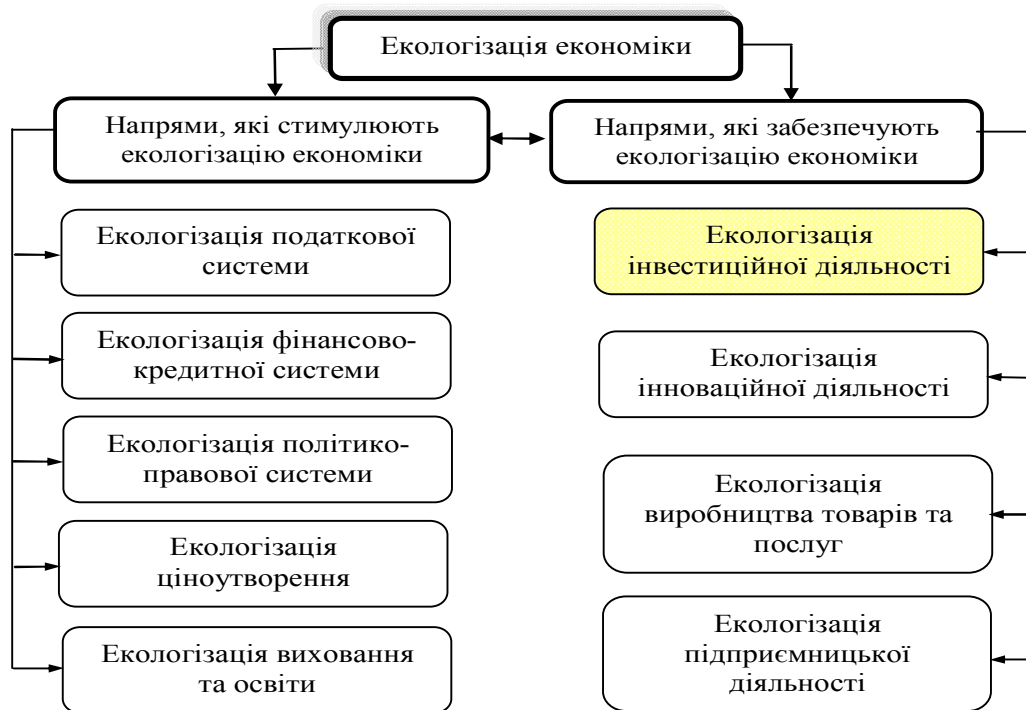 Екологізація економіки
Напрями, які стимулюють
екологізацію економіки
Напрями, які забезпечують
екологізацію економіки
Екологізація податкової
системи
Екологізація фінансово-
кредитної системи
Екологізація політико-
правової системи
Екологізація
ціноутворення
Екологізація виховання
та освіти
Екологізація
інвестиційної діяльності
Екологізація
інноваційної діяльності
Екологізація
виробництва товарів та
послуг
Екологізація
підприємницької
діяльності